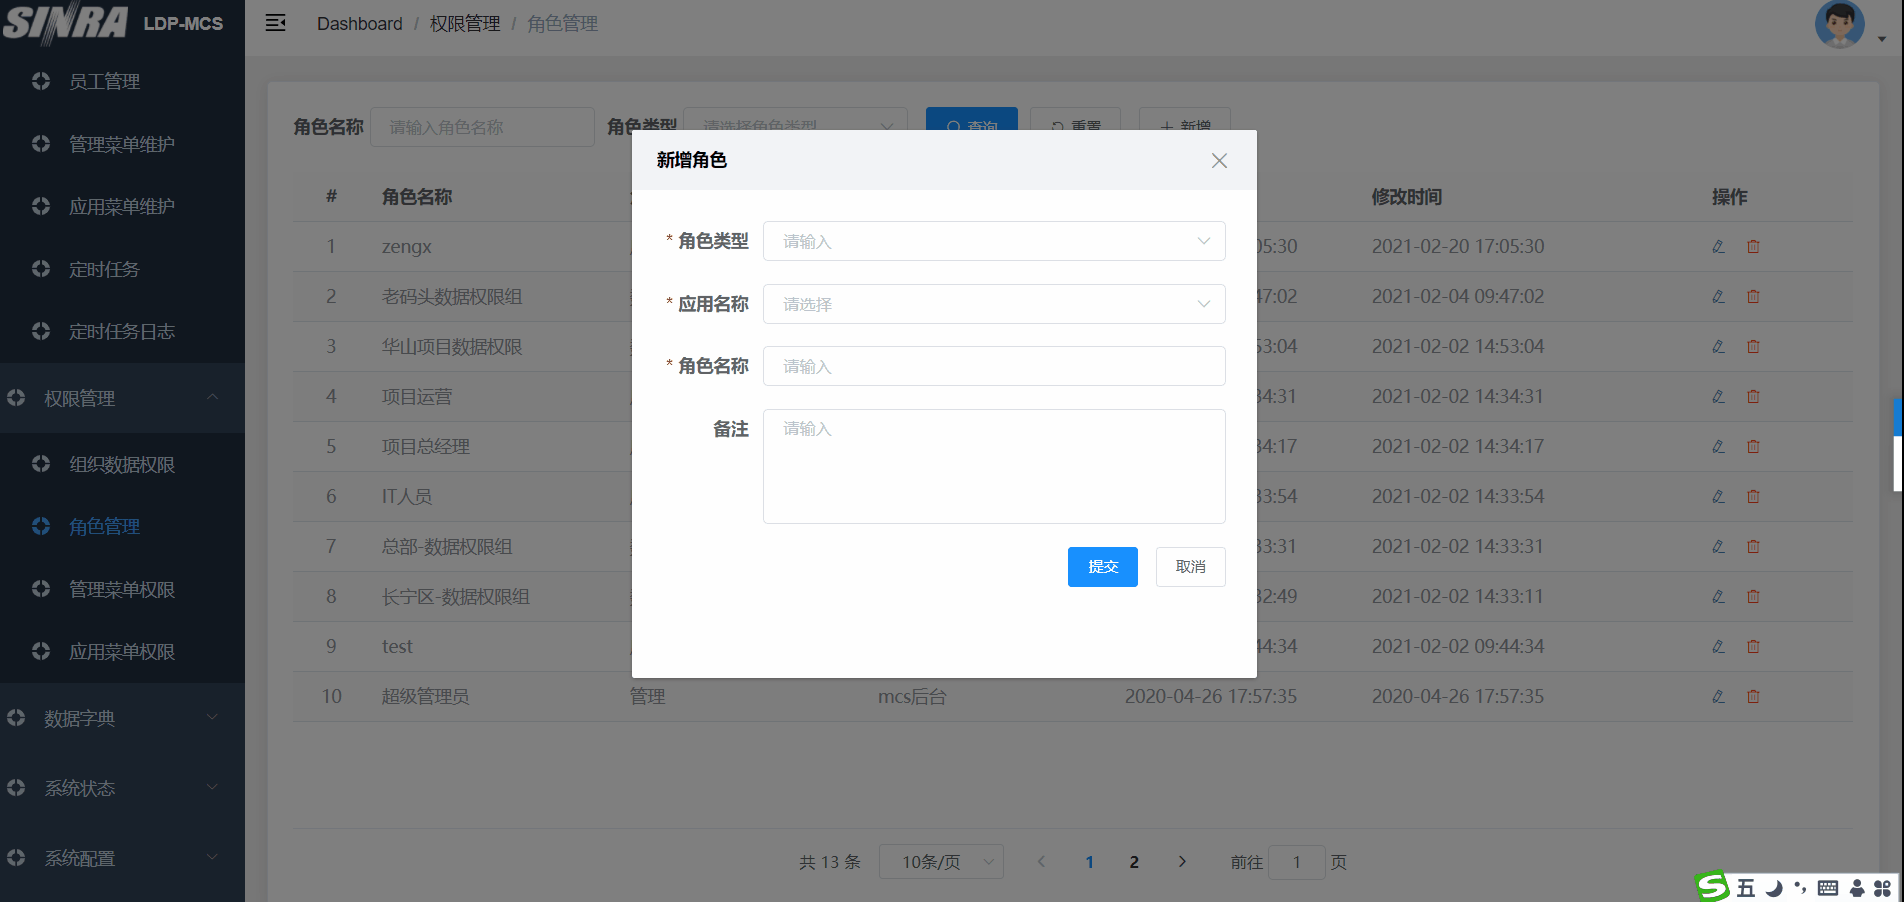 SINRA LDP-MCS
Dashboard / 权限管理 / 角色管理
员工管理
管理菜单维护
应用菜单维护
定时任务
定时任务日志
权限管理
组织数据权限
角色管理
管理菜单权限
应用菜单权限
数据字典
系统状态
系统配置
角色名称 请输入角色名称 角色类型 请选择角色类型 查询 重置 新增
# 角色名称 修改时间 操作
1 zengx 05:30 2021-02-20 17:05:30
2 老码头数据权限组 47:02 2021-02-04 09:47:02
3 华山项目数据权限 53:04 2021-02-02 14:53:04
4 项目运营 34:31 2021-02-02 14:34:31
5 项目总经理 34:17 2021-02-02 14:34:17
6 IT人员 33:54 2021-02-02 14:33:54
7 总部-数据权限组 33:31 2021-02-02 14:33:31
8 长宁区-数据权限组 32:49 2021-02-02 14:33:11
9 test 44:34 2021-02-02 09:44:34
10 超级管理员 管理 mcs后台 2020-04-26 17:57:35 2020-04-26 17:57:35
新增角色
* 角色类型 请输入
* 应用名称 请选择
* 角色名称 请输入
备注 请输入
提交 取消
共 13 条 10条/页 1 2 前往 1 页
五